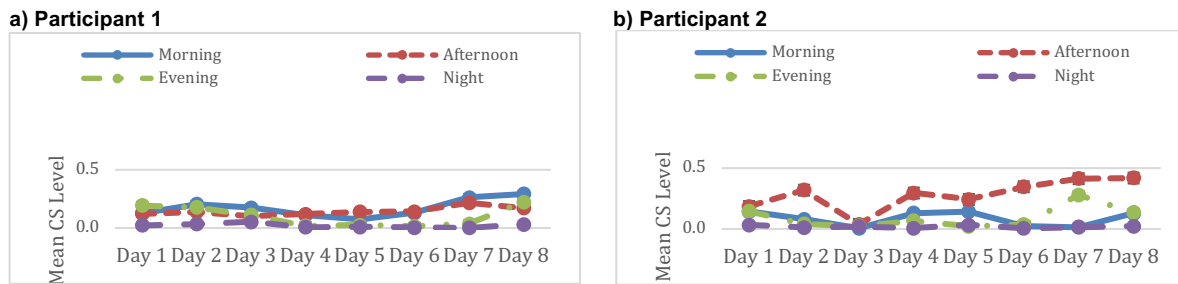 a) Participant 1
Morning
Afternoon
Evening
Night
Mean CS Level
0.5
0.0
Day 1 Day 2 Day 3 Day 4 Day 5 Day 6 Day 7 Day 8
b) Participant 2
Morning
Afternoon
Evening
Night
Mean CS Level
0.5
0.0
Day 1 Day 2 Day 3 Day 4 Day 5 Day 6 Day 7 Day 8